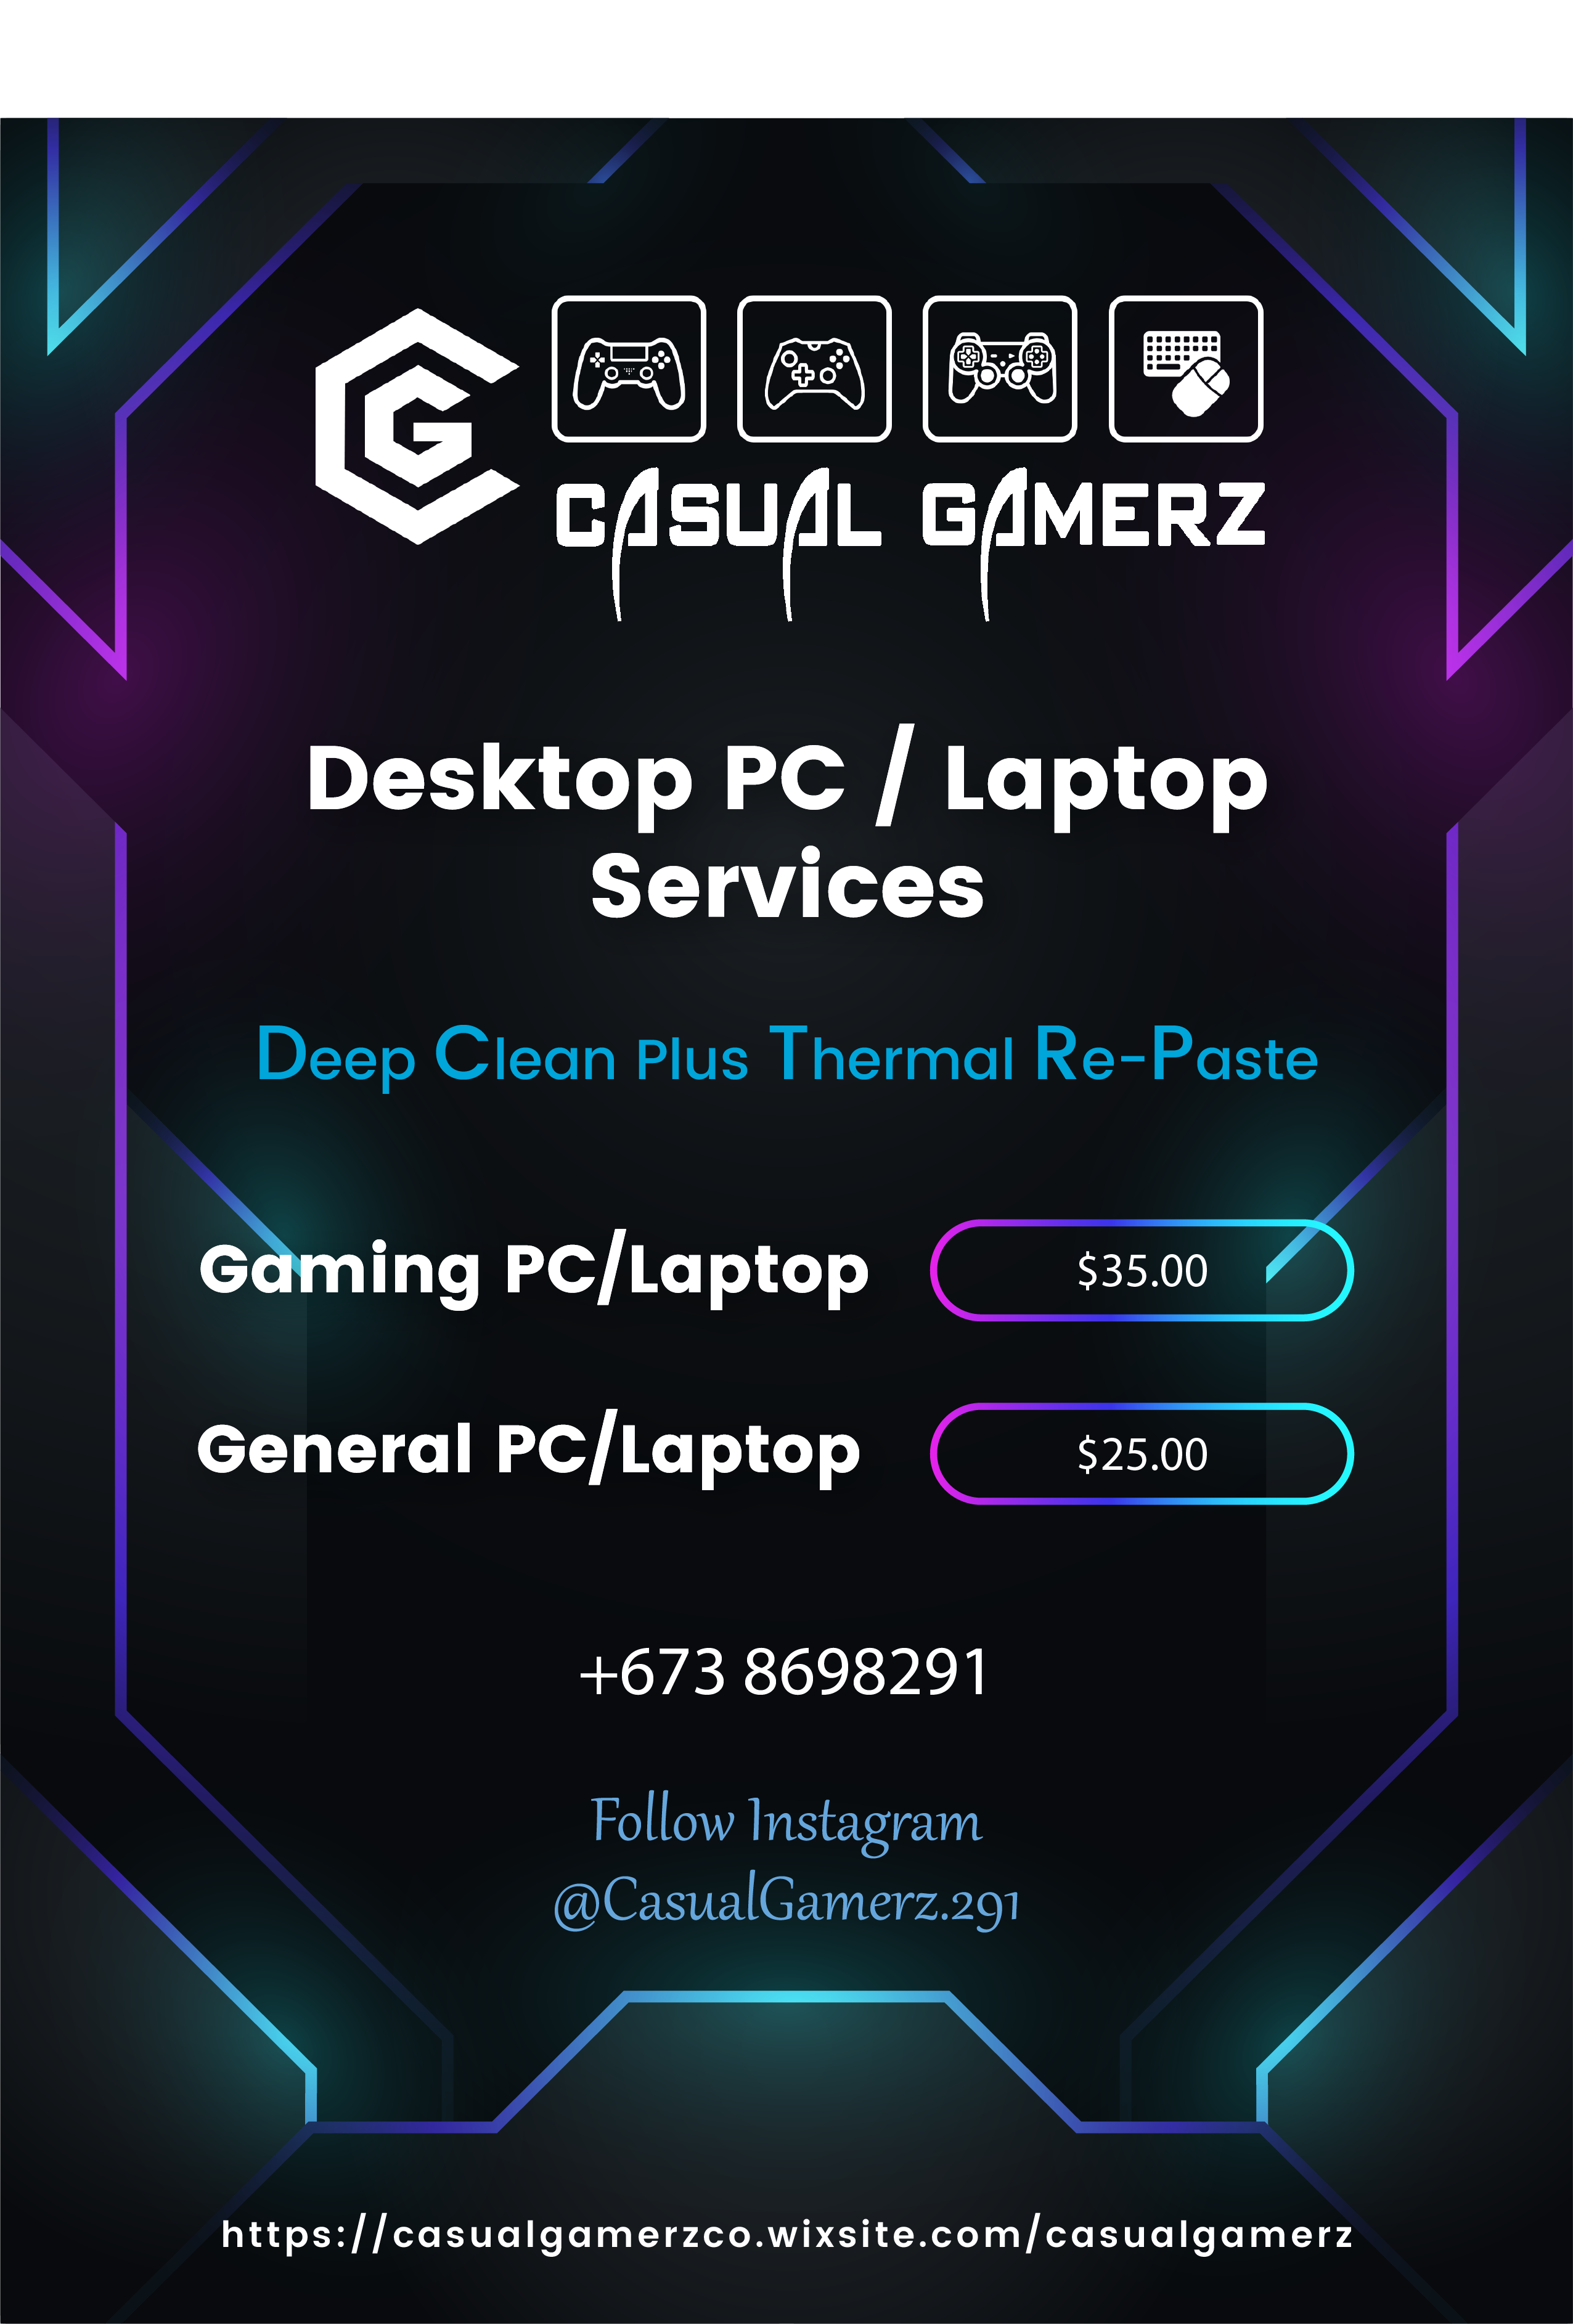 CG
CASUAL GAMERZ
Desktop PC / Laptop
Services
Deep Clean Plus Thermal Re-Paste
Gaming PC/Laptop $35.00
General PC/Laptop $25.00
+673 8698291
Follow Instagram
@CasualGamerz.291
https://casualgamerzco.wixsite.com/casualgamerz